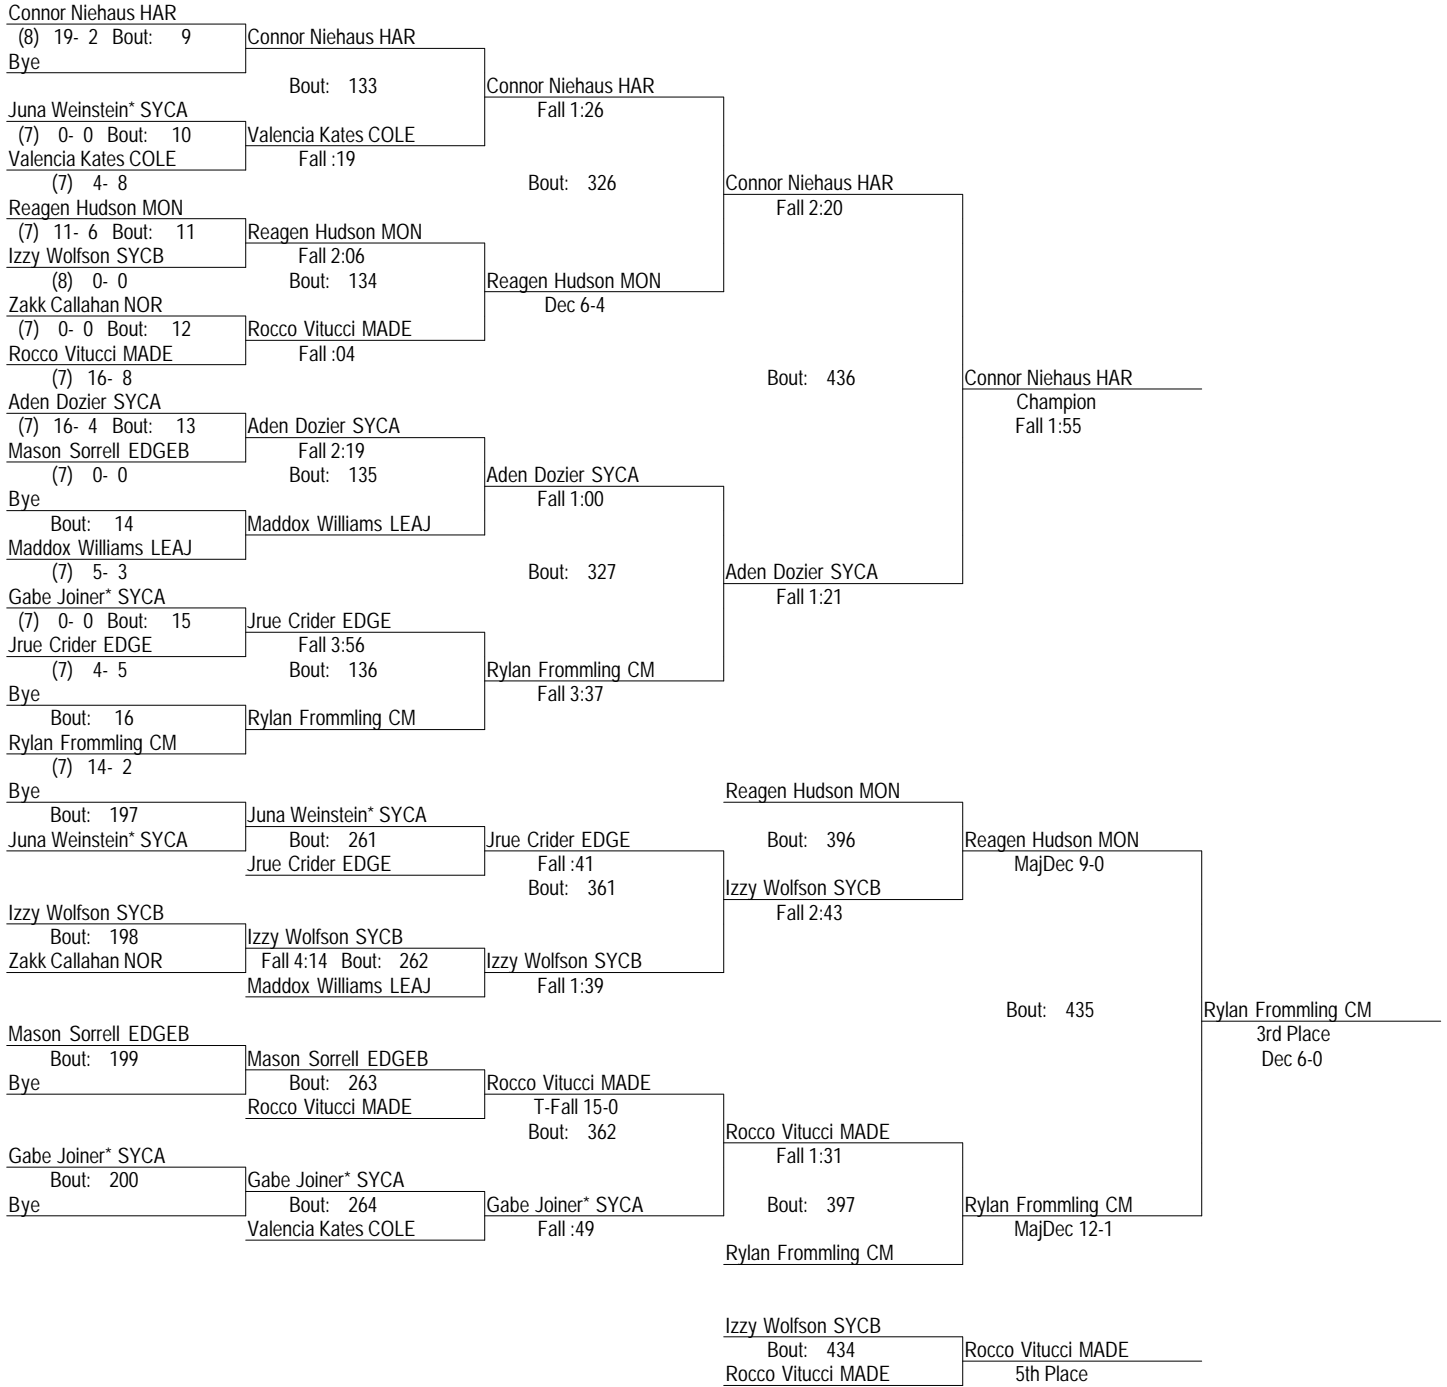 Connor Niehaus HAR
(8) 19- 2 Bout: 9 Connor Niehaus HAR
Bye
Bout: 133 Connor Niehaus HAR
Juna Weinstein* SYCA Fall 1:26
(7) 0- 0 Bout: 10 Valencia Kates COLE
Valencia Kates COLE Fall :19
(7) 4- 8 Bout: 326 Connor Niehaus HAR
Reagen Hudson MON Fall 2:20
(7) 11- 6 Bout: 11 Reagen Hudson MON
Izzy Wolfson SYCB Fall 2:06
(8) 0- 0 Bout: 134 Reagen Hudson MON
Zakk Callahan NOR Dec 6-4
(7) 0- 0 Bout: 12 Rocco Vitucci MADE
Rocco Vitucci MADE Fall :04
(7) 16- 8 Bout: 436 Connor Niehaus HAR
Aden Dozier SYCA Champion
(7) 16- 4 Bout: 13 Aden Dozier SYCA Fall 1:55
Mason Sorrell EDGEB Fall 2:19
(7) 0- 0 Bout: 135 Aden Dozier SYCA
Bye Fall 1:00
Bout: 14 Maddox Williams LEAJ
Maddox Williams LEAJ
(7) 5- 3 Bout: 327 Aden Dozier SYCA
Gabe Joiner* SYCA Fall 1:21
(7) 0- 0 Bout: 15 Jrue Crider EDGE
Jrue Crider EDGE Fall 3:56
(7) 4- 5 Bout: 136 Rylan Frommling CM
Bye Fall 3:37
Bout: 16 Rylan Frommling CM
Rylan Frommling CM
(7) 14- 2
Bye Reagen Hudson MON
Bout: 197 Juna Weinstein* SYCA
Juna Weinstein* SYCA Bout: 261 Jrue Crider EDGE Bout: 396 Reagen Hudson MON
Jrue Crider EDGE Fall :41 MajDec 9-0
Bout: 361 Izzy Wolfson SYCB
Izzy Wolfson SYCB Fall 2:43
Bout: 198 Izzy Wolfson SYCB
Zakk Callahan NOR Fall 4:14 Bout: 262 Izzy Wolfson SYCB
Maddox Williams LEAJ Fall 1:39
Bout: 435 Rylan Frommling CM
Mason Sorrell EDGEB 3rd Place
Bout: 199 Mason Sorrell EDGEB Dec 6-0
Bye Bout: 263 Rocco Vitucci MADE
Rocco Vitucci MADE T-Fall 15-0
Bout: 362 Rocco Vitucci MADE
Gabe Joiner* SYCA Fall 1:31
Bout: 200 Gabe Joiner* SYCA
Bye Bout: 264 Gabe Joiner* SYCA Bout: 397 Rylan Frommling CM
Valencia Kates COLE Fall :49 MajDec 12-1
Rylan Frommling CM
Izzy Wolfson SYCB
Bout: 434 Rocco Vitucci MADE
Rocco Vitucci MADE 5th Place